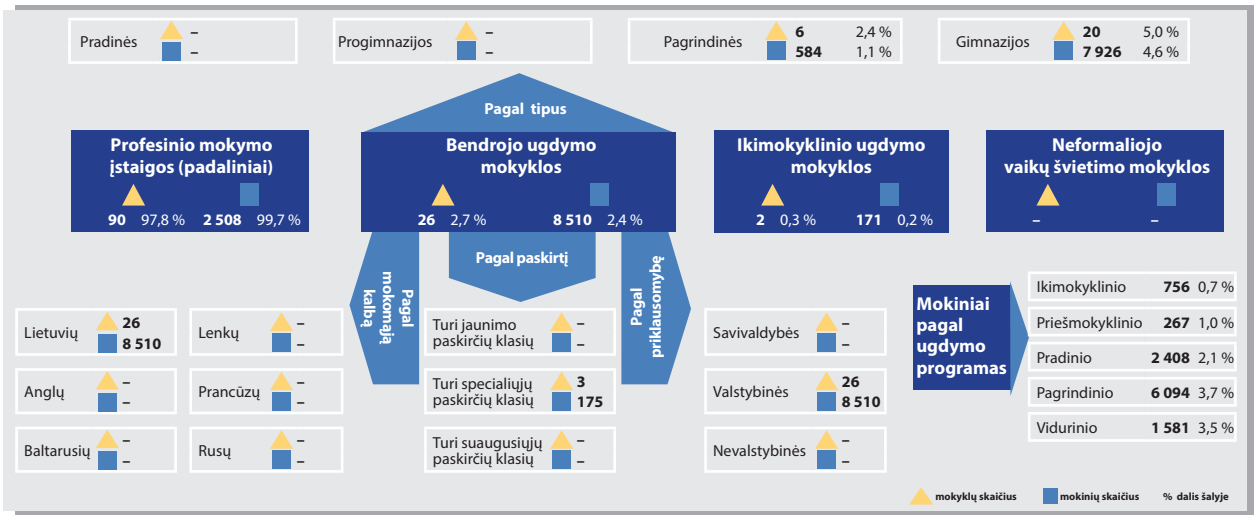 Pradinės – –
Progimnazijos – –
Pagrindinės 6 2,4 % 584 1,1 %
Gimnazijos 20 5,0 % 7 926 4,6 %
Pagal tipus
Profesinio mokymo
įstaigos (padaliniai)
90 97,8 % 2 508 99,7 %
Bendrojo ugdymo
mokyklos
26 2,7 % 8 510 2,4 %
Ikimokyklinio ugdymo
mokyklos
2 0,3 % 171 0,2 %
Neformaliojo
vaikų švietimo mokyklos
– –
Pagal
mokomąją
kalbą
Pagal paskirtį
Pagal
priklausomybę
Lietuvių 26 8 510
Lenkų – –
Anglų – –
Prancūzų – –
Baltarusių – –
Rusų – –
Turi jaunimo
paskirčių klasių
– –
Turi specialiųjų
paskirčių klasių
3 175
Turi suaugusiųjų
paskirčių klasių
– –
Savivaldybės – –
Valstybinės 26 8 510
Nevalstybinės – –
Mokiniai
pagal
ugdymo
programas
Ikimokyklinio 756 0,7 %
Priešmokyklinio 267 1,0 %
Pradinio 2 408 2,1 %
Pagrindinio 6 094 3,7 %
Vidurinio 1 581 3,5 %
mokyklų skaičius mokinių skaičius % dalis šalyje